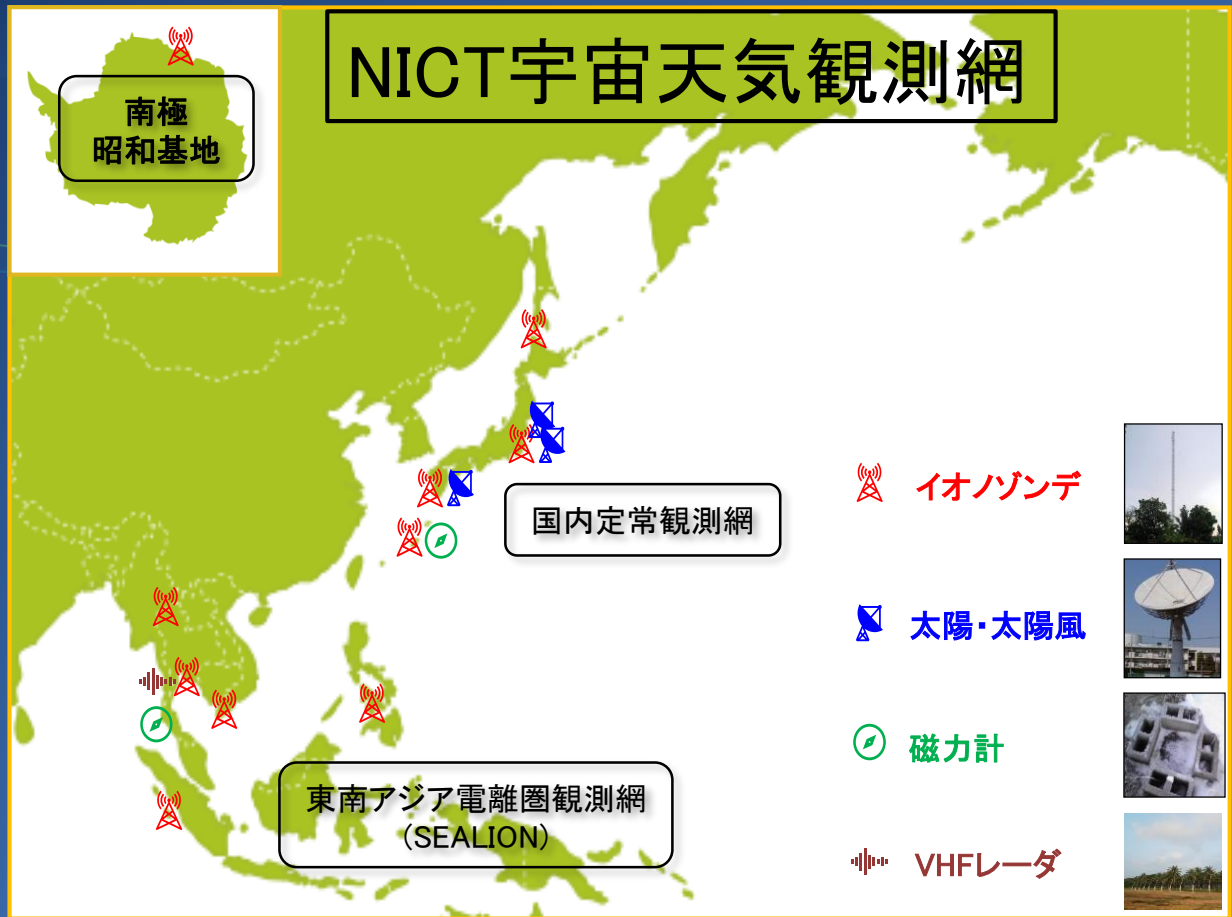 NICT宇宙天気観測網
南極
昭和基地
国内定常観測網
東南アジア電離圏観測網
(SEALION)
イオノゾンデ
太陽・太陽風
磁力計
VHFレーダ